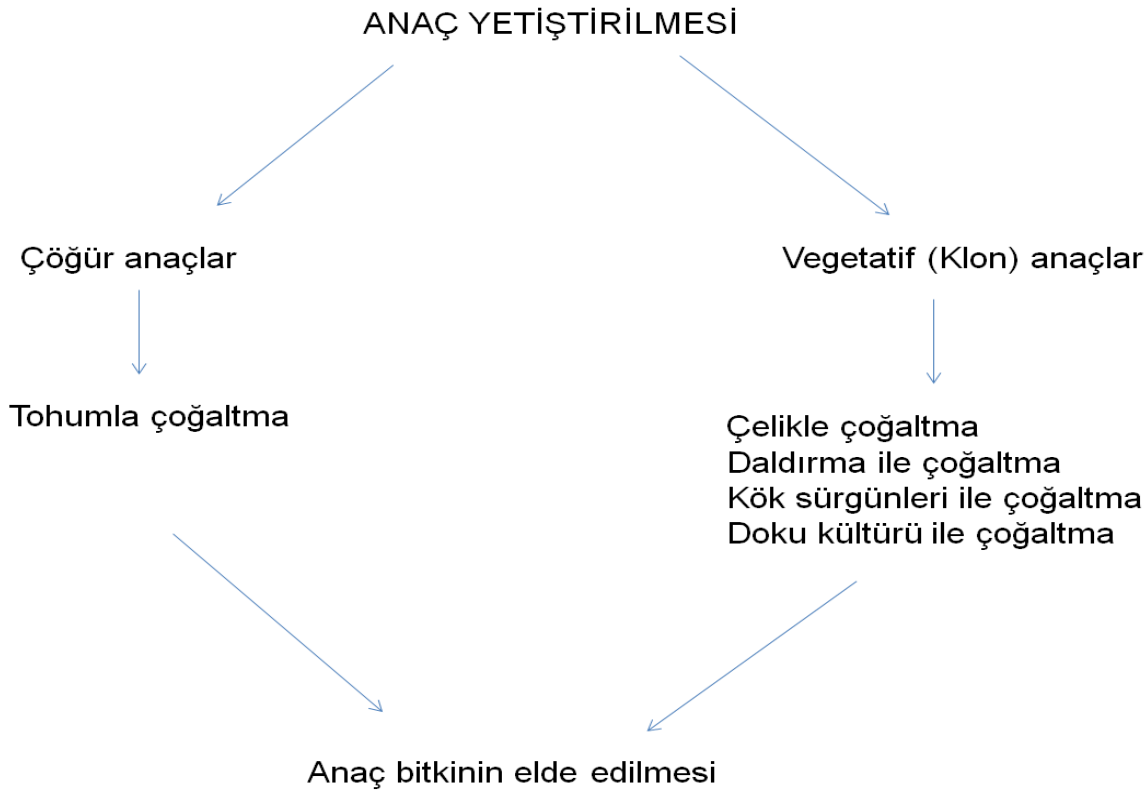 ANAÇ YETİŞTİRİLMESİ
Çöğür anaçlar
Vegetatif (Klon) anaçlar
Tohumla çoğaltma
Çelikle çoğaltma
Daldırma ile çoğaltma
Kök sürgünleri ile çoğaltma
Doku kültürü ile çoğaltma
Anaç bitkinin elde edilmesi